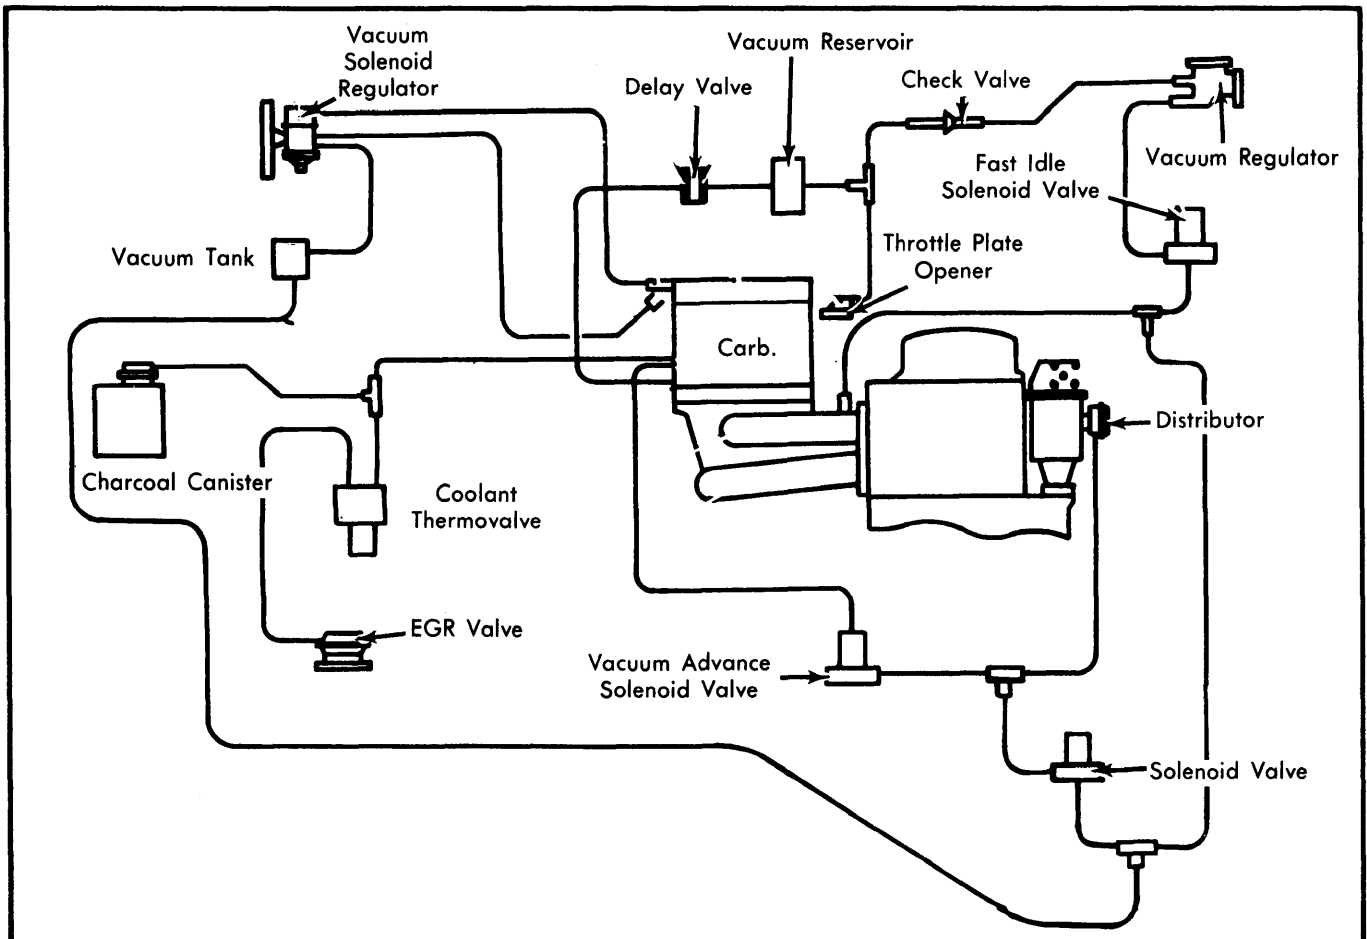 Vacuum
Solenoid
Regulator
Vacuum Reservoir
Delay Valve
Check Valve
Vacuum Regulator
Fast Idle
Solenoid Valve
Vacuum Tank
Throttle Plate
Opener
Carb.
Distributor
Charcoal Canister
Coolant
Thermovalve
EGR Valve
Vacuum Advance
Solenoid Valve
Solenoid Valve